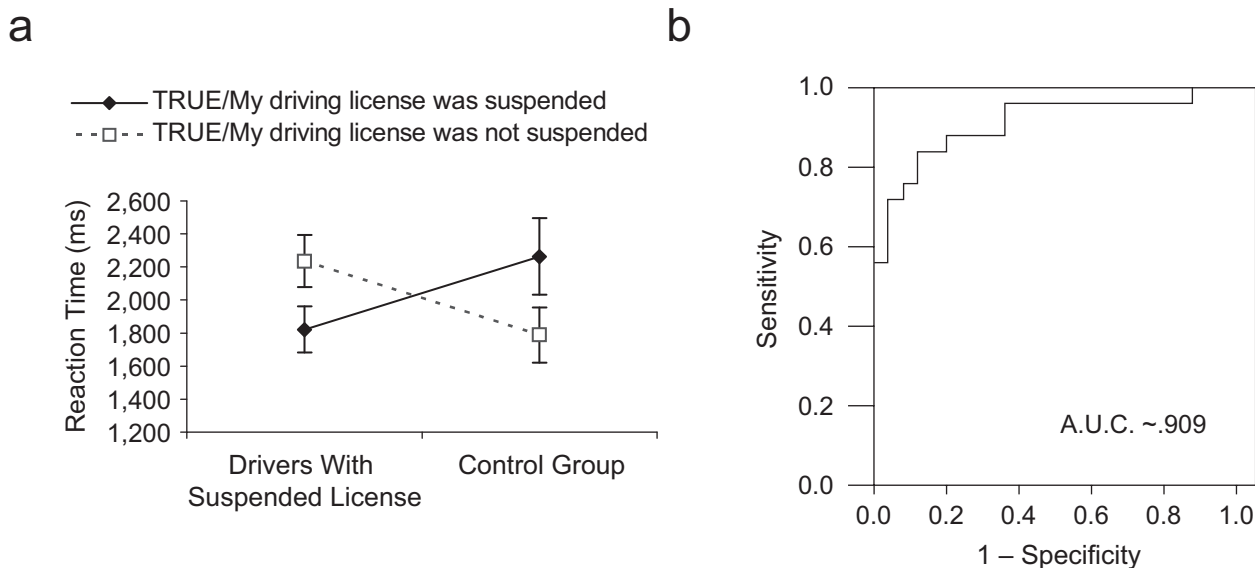 a
TRUE/My driving license was suspended
TRUE/My driving license was not suspended
Reaction Time (ms)
2,600
2,400
2,200
2,000
1,800
1,600
1,400
1,200
Drivers With
Suspended License
Control Group
b
Sensitivity
1.0
0.8
0.6
0.4
0.2
0.0
A.U.C. ~.909
0.0 0.2 0.4 0.6 0.8 1.0
1 – Specificity